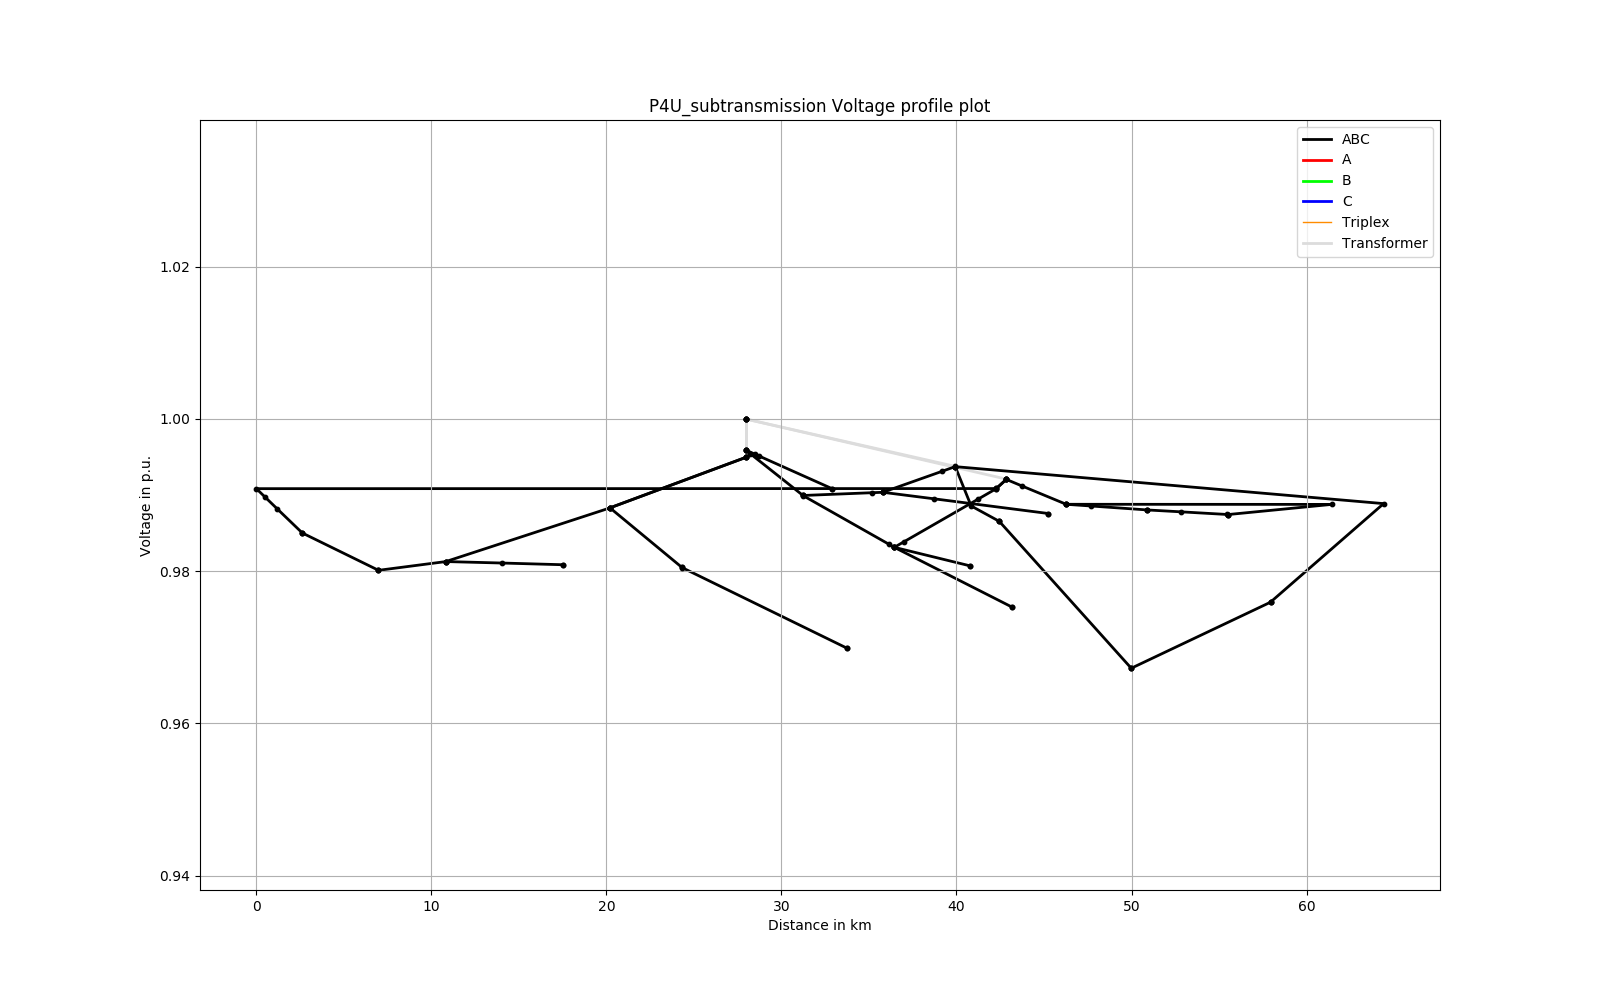 P4U_subtransmission Voltage profile plot
ABC
A
B
C
Triplex
Transformer
Voltage in p.u.
1.02
1.00
0.98
0.96
0.94
0 10 20 30 40 50 60
Distance in km